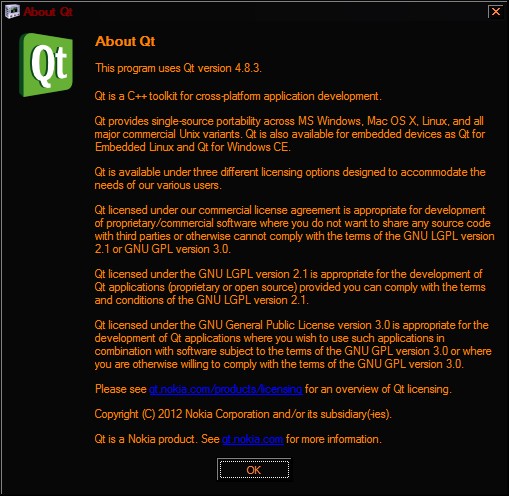 About Qt
Qt
About Qt
This program uses Qt version 4.8.3.
Qt is a C++ toolkit for cross-platform application development.
Qt provides single-source portability across MS Windows, Mac OS X, Linux, and all
major commercial Unix variants. Qt is also available for embedded devices as Qt for
Embedded Linux and Qt for Windows CE.
Qt is available under three different licensing options designed to accommodate the
needs of our various users.
Qt licensed under our commercial license agreement is appropriate for development
of proprietary/commercial software where you do not want to share any source code
with third parties or otherwise cannot comply with the terms of the GNU LGPL version
2.1 or GNU GPL version 3.0.
Qt licensed under the GNU LGPL version 2.1 is appropriate for the development of
Qt applications (proprietary or open source) provided you can comply with the terms
and conditions of the GNU LGPL version 2.1.
Qt licensed under the GNU General Public License version 3.0 is appropriate for the
development of Qt applications where you wish to use such applications in
combination with software subject to the terms of the GNU GPL version 3.0 or where
you are otherwise willing to comply with the terms of the GNU GPL version 3.0.
Please see qt.nokia.com/products/licensing for an overview of Qt licensing.
Copyright (C) 2012 Nokia Corporation and/or its subsidiary(-ies).
Qt is a Nokia product. See qt.nokia.com for more information.
OK